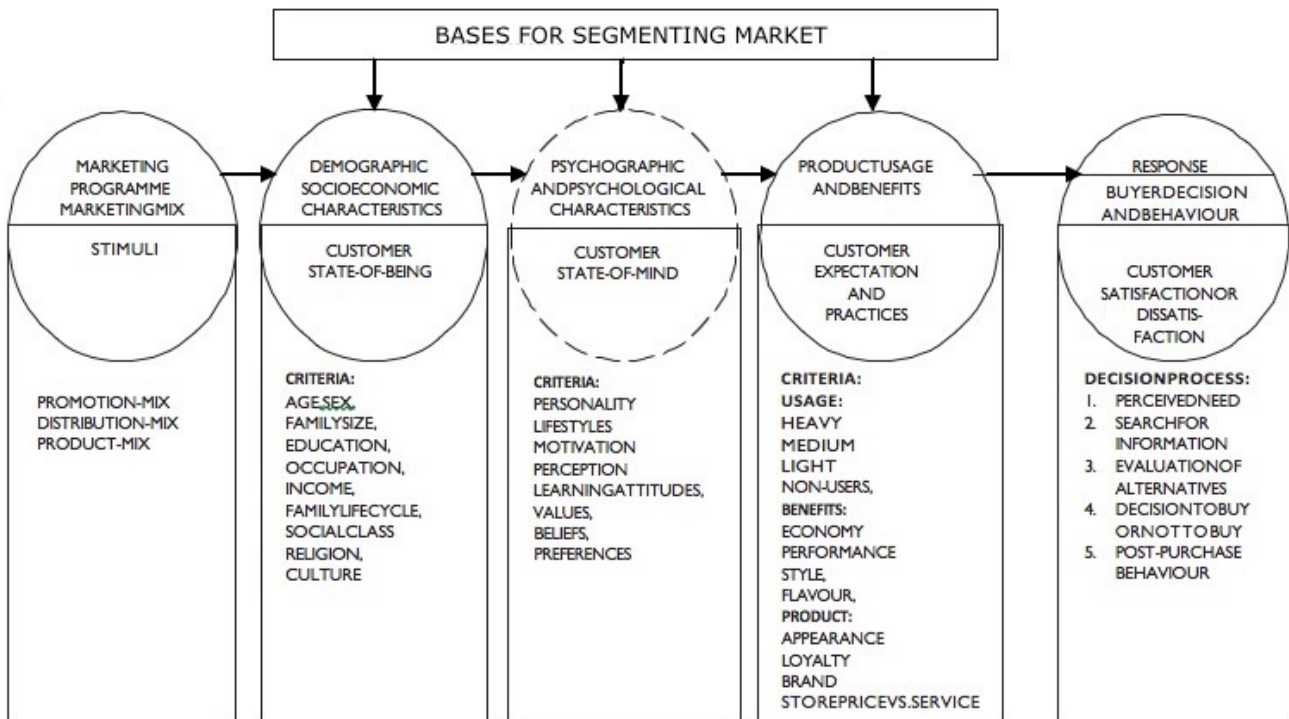 BASES FOR SEGMENTING MARKET
MARKETING
PROGRAMME
MARKETINGMIX
STIMULI
PROMOTION-MIX
DISTRIBUTION-MIX
PRODUCT-MIX
DEMOGRAPHIC
SOCIOECONOMIC
CHARACTERISTICS
CUSTOMER
STATE-OF-BEING
CRITERIA:
AGE,SEX,
FAMILYSIZE,
EDUCATION,
OCCUPATION,
INCOME,
FAMILYLIFECYCLE,
SOCIALCLASS
RELIGION,
CULTURE
PSYCHOGRAPHIC
ANDPSYCHOLOGICAL
CHARACTERISTICS
CUSTOMER
STATE-OF-MIND
CRITERIA:
PERSONALITY
LIFESTYLES
MOTIVATION
PERCEPTION
LEARNINGATTITUDES,
VALUES,
BELIEFS,
PREFERENCES
PRODUCTUSAGE
ANDBENEFITS
CUSTOMER
EXPECTATION
AND
PRACTICES
CRITERIA:
USAGE:
HEAVY
MEDIUM
LIGHT
NON-USERS,
BENEFITS:
ECONOMY
PERFORMANCE
STYLE,
FLAVOUR,
PRODUCT:
APPEARANCE
LOYALTY
BRAND
STOREPRICEVS.SERVICE
RESPONSE
BUYERDECISION
ANDBEHAVIOUR
CUSTOMER
SATISFACTIONOR
DISSATIS-
FACTION
DECISIONPROCESS:
1. PERCEIVEDNEED
2. SEARCHFOR
INFORMATION
3. EVALUATIONOF
ALTERNATIVES
4. DECISIONTOBUY
ORNOTTOBUY
5. POST-PURCHASE
BEHAVIOUR